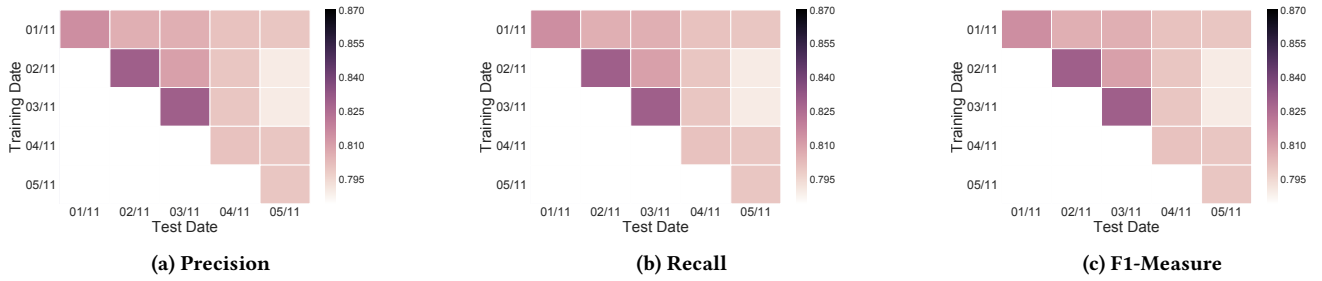 0.870
01/11
0.855
02/11
0.840
03/11
0.825
04/11
0.810
05/11
0.795
Training Date
01/11 02/11 03/11 04/11 05/11
Test Date
(a) Precision
0.870
01/11
0.855
02/11
0.840
03/11
0.825
04/11
0.810
05/11
0.795
Training Date
01/11 02/11 03/11 04/11 05/11
Test Date
(b) Recall
0.870
01/11
0.855
02/11
0.840
03/11
0.825
04/11
0.810
05/11
0.795
Training Date
01/11 02/11 03/11 04/11 05/11
Test Date
(c) F1-Measure